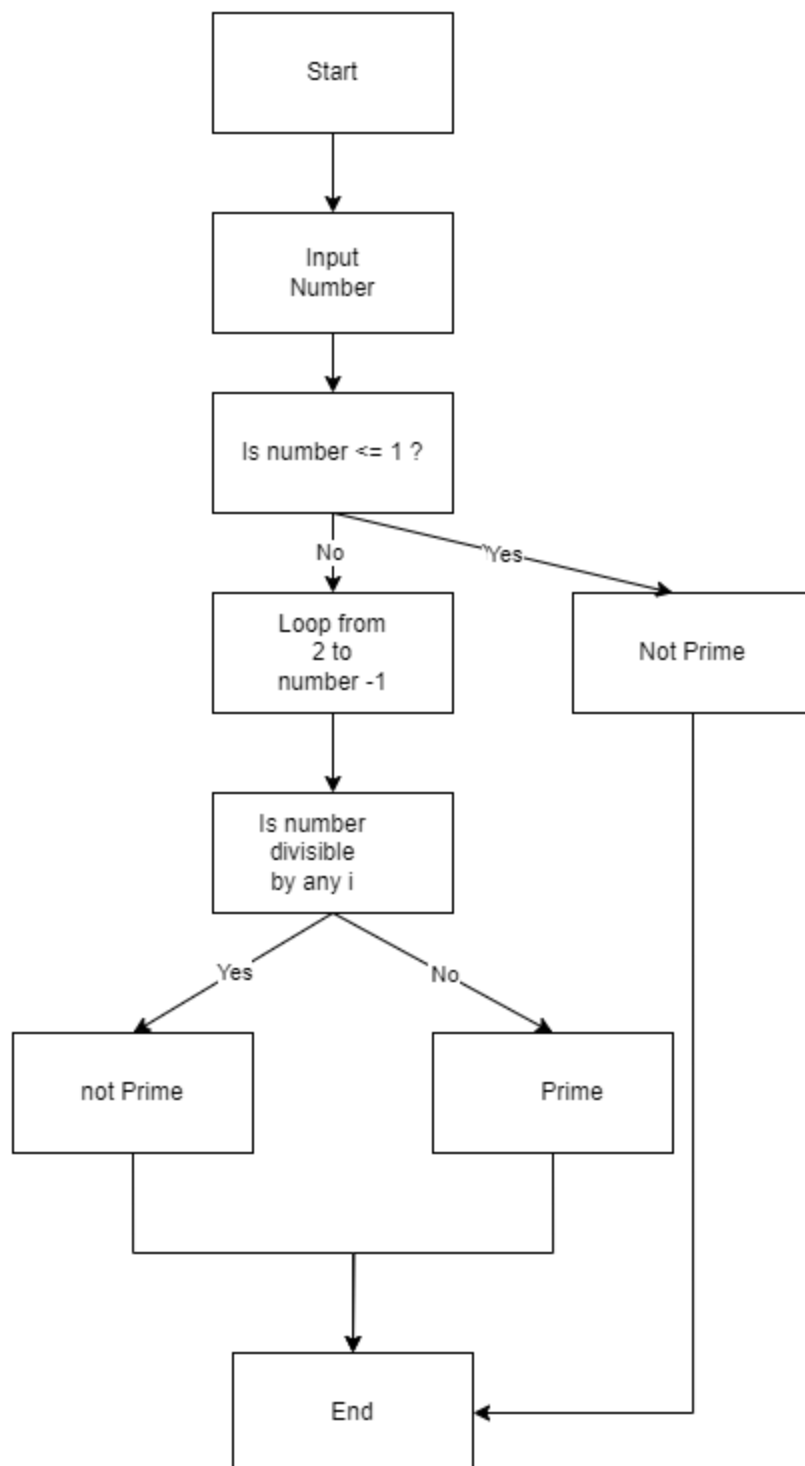 Start
Input
Number
Is number <= 1 ?
No
Yes
Loop from
2 to
number -1
Not Prime
Is number
divisible
by any i
Yes
No
not Prime
Prime
End